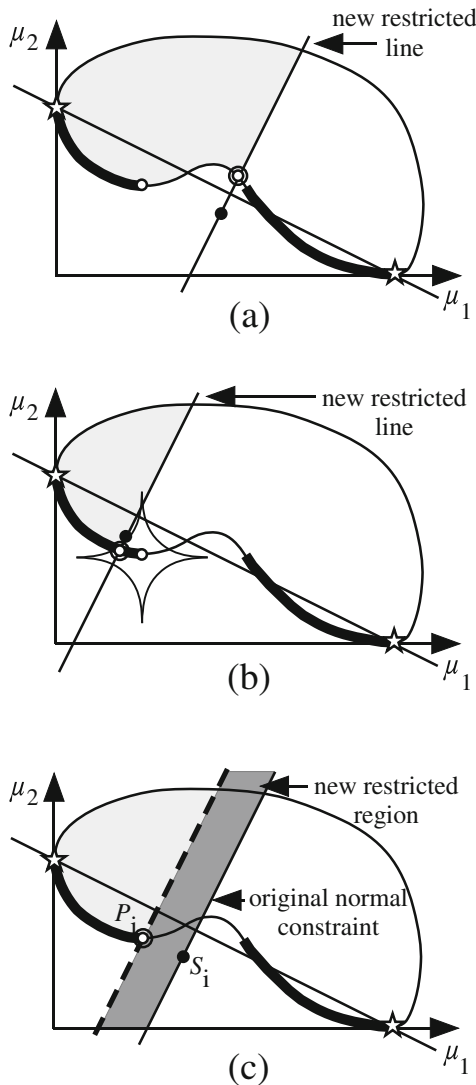 new restricted
line
μ2
μ1
(a)
new restricted
line
μ2
μ1
(b)
new restricted
region
μ2
original normal
constraint
Pi
Si
μ1
(c)